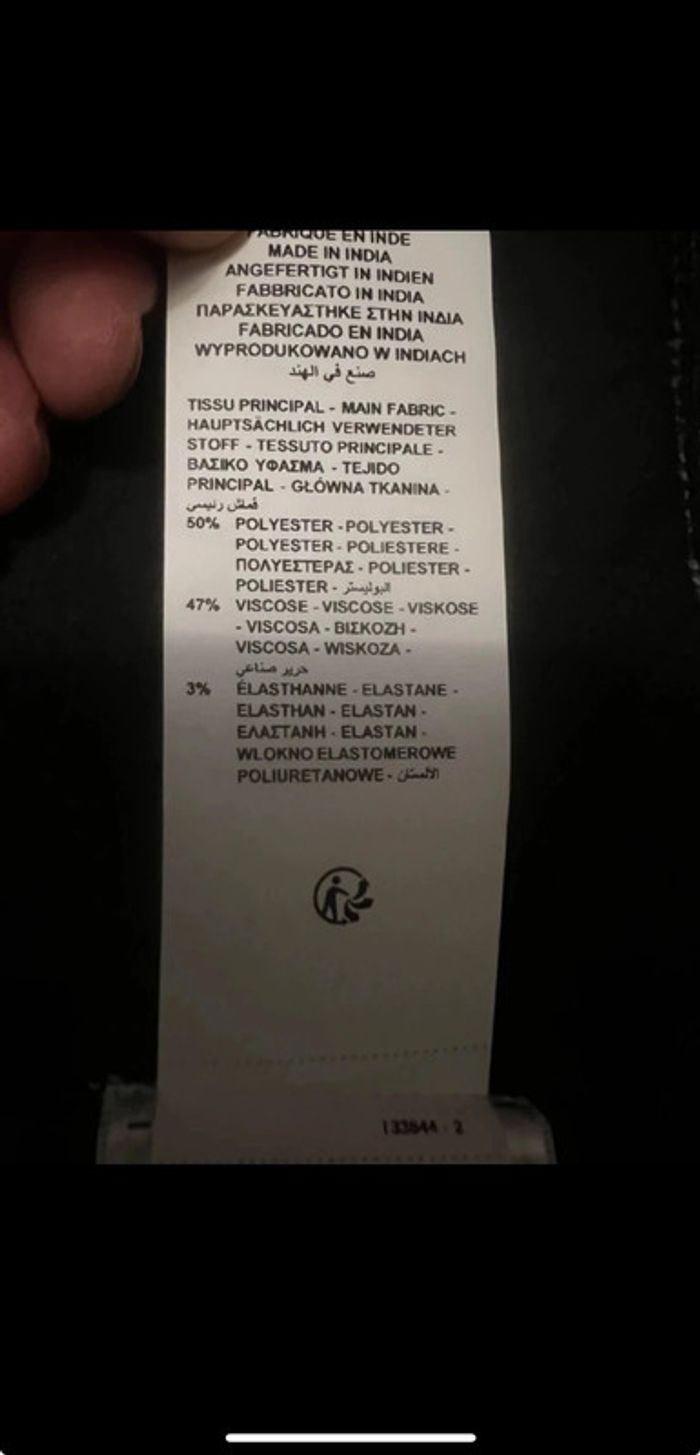 FABRIQUE EN INDE
MADE IN INDIA
ANGEFERTIGT IN INDIEN
FABBRICATO IN INDIA
ΠΑΡΑΣΚΕΥΑΣΤΗΚΕ ΣΤΗΝ ΙΝΔΙΑ
FABRICADO EN INDIA
WYPRODUKOWANO W INDIACH
صنع في الهند
TISSU PRINCIPAL - MAIN FABRIC -
HAUPTSÄCHLICH VERWENDETER
STOFF - TESSUTO PRINCIPALE -
ΒΑΣΙΚΟ ΥΦΑΣΜΑ - TEJIDO
PRINCIPAL - GŁÓWNA TKANINA -
قماش رئيسي
50% POLYESTER - POLYESTER -
POLYESTER - POLIESTERE -
ΠΟΛΥΕΣΤΕΡΑΣ - POLIESTER -
POLIESTER - البوليستر
47% VISCOSE - VISCOSE - VISKOSE
- VISCOSA - ΒΙΣΚΟΖΗ -
VISCOSA - WISKOZA -
حرير صناعي
3% ÉLASTHANNE - ELASTANE -
ELASTHAN - ELASTAN -
ΕΛΑΣΤΑΝΗ - ELASTAN -
WLOKNO ELASTOMEROWE
POLIURETANOWE -
133844 - 2